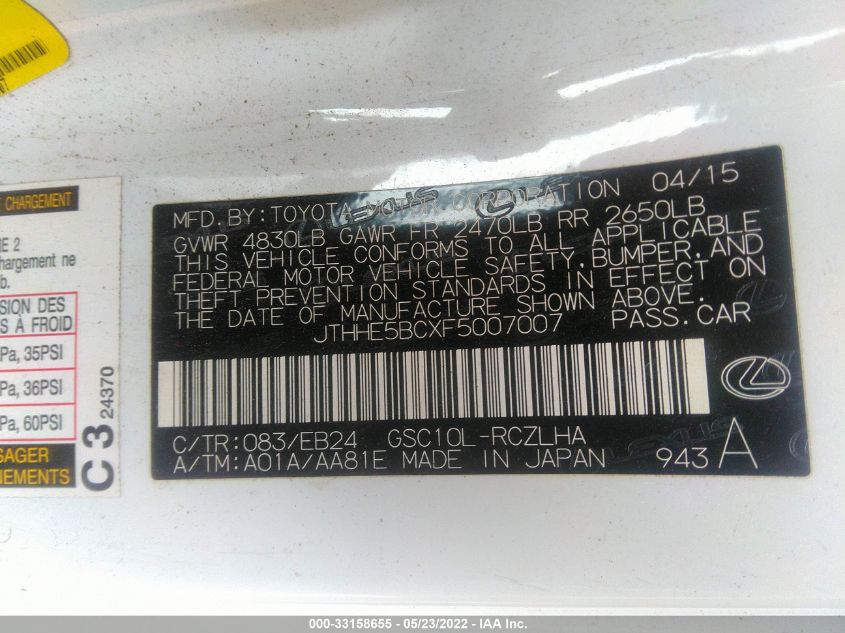 CHARGEMENT
E 2
chargement ne
b.
SION DES
S À FROID
Pa, 35PSI
Pa, 36PSI
Pa, 60PSI
SAGER
NEMENTS
C3 24370
MFD. BY: TOYOTA MOTOR CORPORATION 04/15
GVWR 4830LB GAWR FR 2470LB RR 2650LB
THIS VEHICLE CONFORMS TO ALL APPLICABLE
FEDERAL MOTOR VEHICLE SAFETY, BUMPER, AND
THEFT PREVENTION STANDARDS IN EFFECT ON
THE DATE OF MANUFACTURE SHOWN ABOVE.
JTHHE5BCXF5007007 PASS. CAR
C/TR: 083/EB24 GSC10L-RCZLHA
A/TM: A01A/AA81E MADE IN JAPAN 943 A
000-33158655 - 05/23/2022 - IAA Inc.